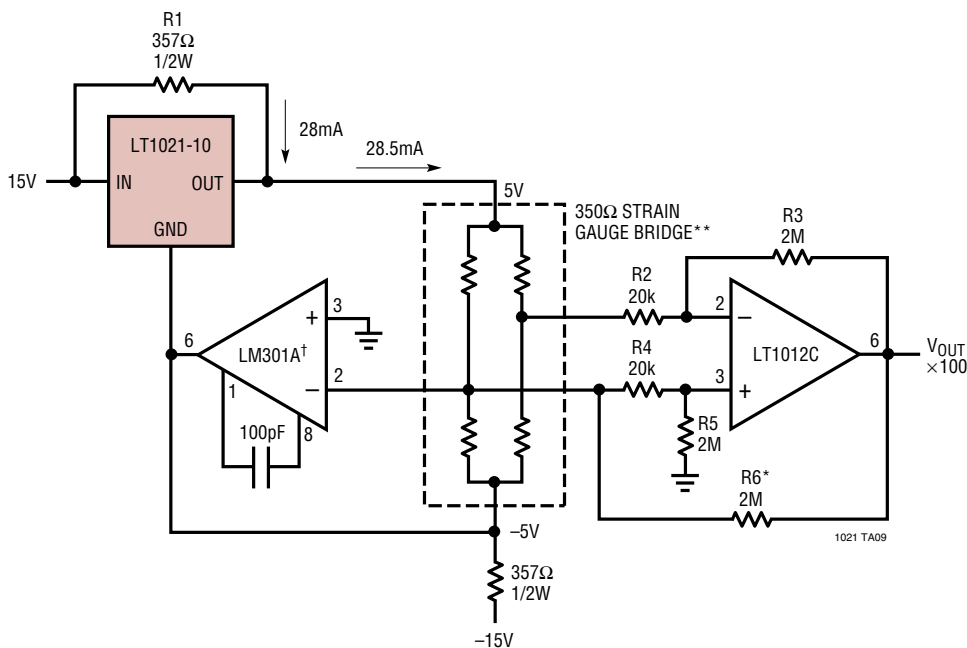 R1
357Ω
1/2W
LT1021-10
28mA
28.5mA
15V
IN
OUT
GND
5V
350Ω STRAIN
GAUGE BRIDGE**
R3
2M
R2
20k
2
−
LT1012C
6
VOUT
×100
R4
20k
3
+
R5
2M
R6*
2M
1021 TA09
6
+
3
LM301A†
−
2
1
8
100pF
−5V
357Ω
1/2W
−15V